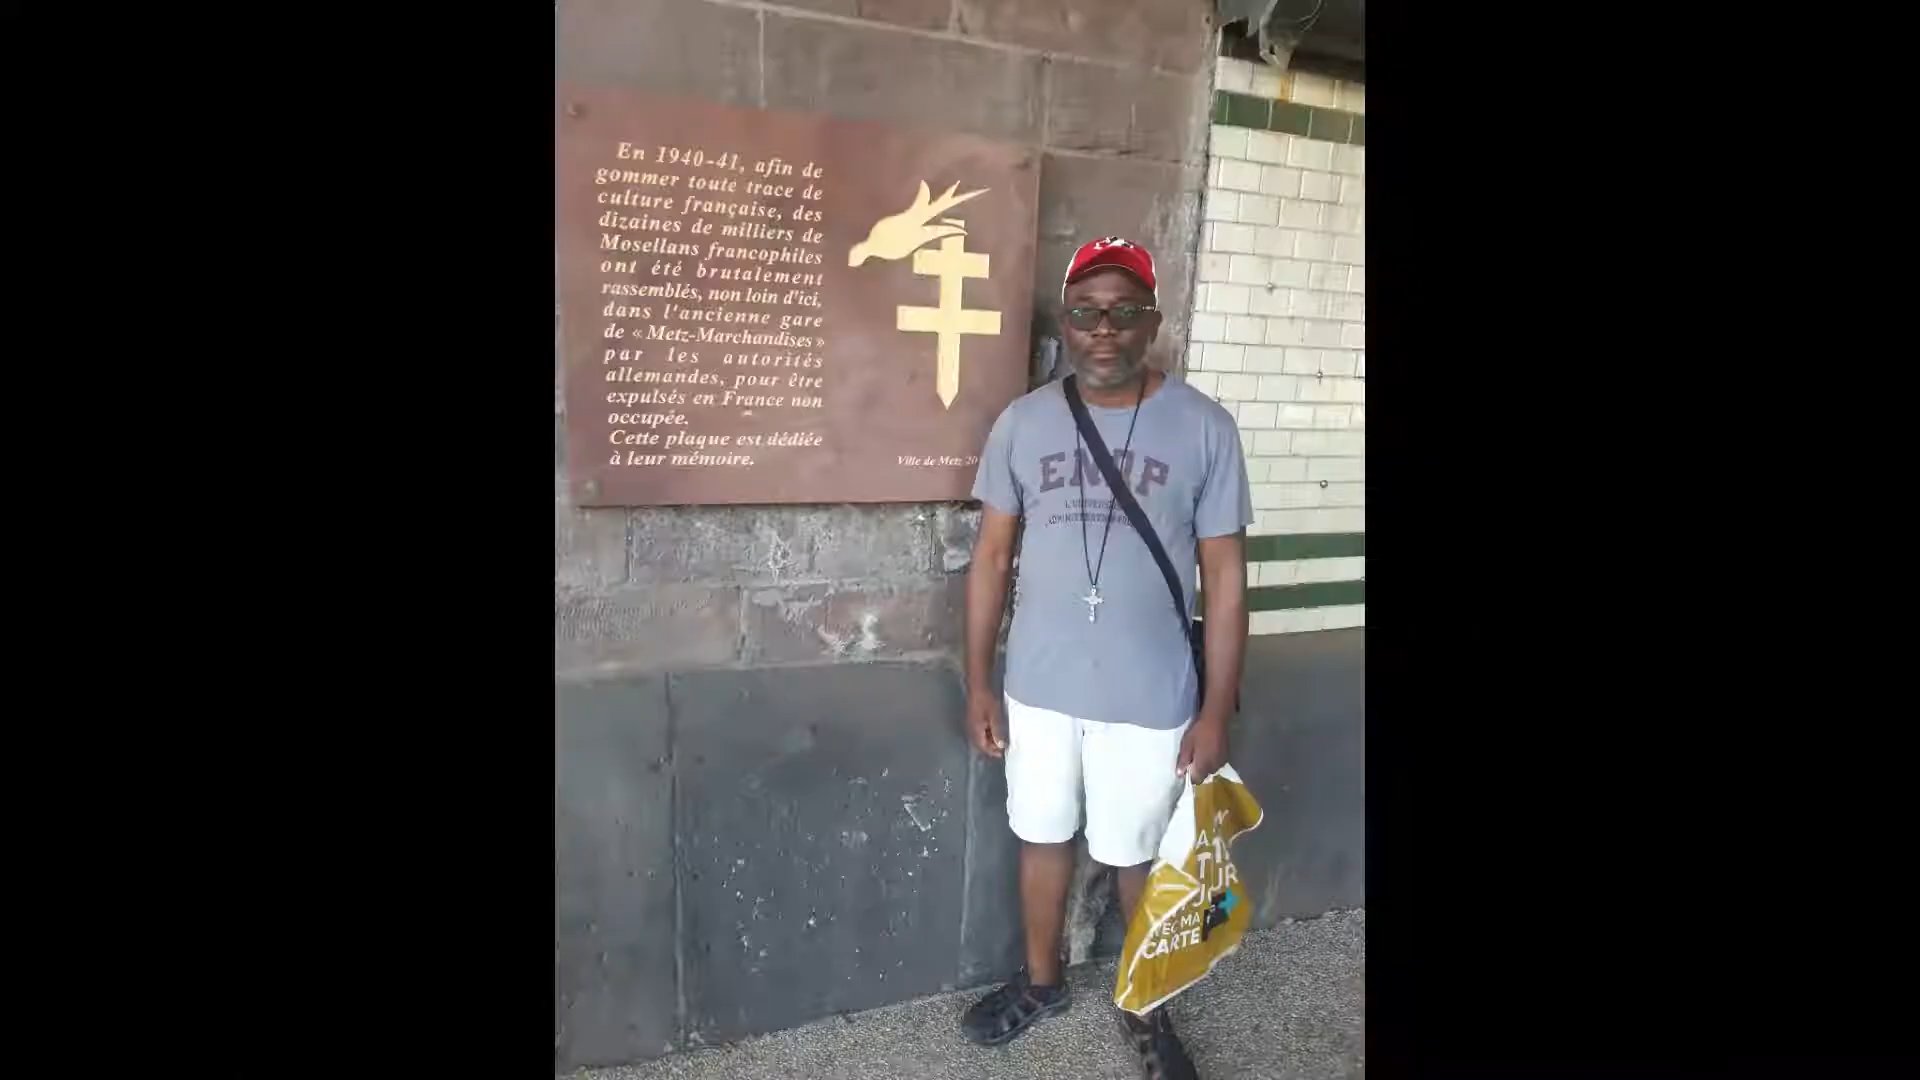 En 1940-41, afin de
gommer toute trace de
culture française, des
dizaines de milliers de
Mosellans francophiles
ont été brutalement
rassemblés, non loin d'ici,
dans l'ancienne gare
de « Metz-Marchandises »
par les autorités
allemandes, pour être
expulsés en France non
occupée.
Cette plaque est dédiée
à leur mémoire.
Ville de Metz
MA
CARTE